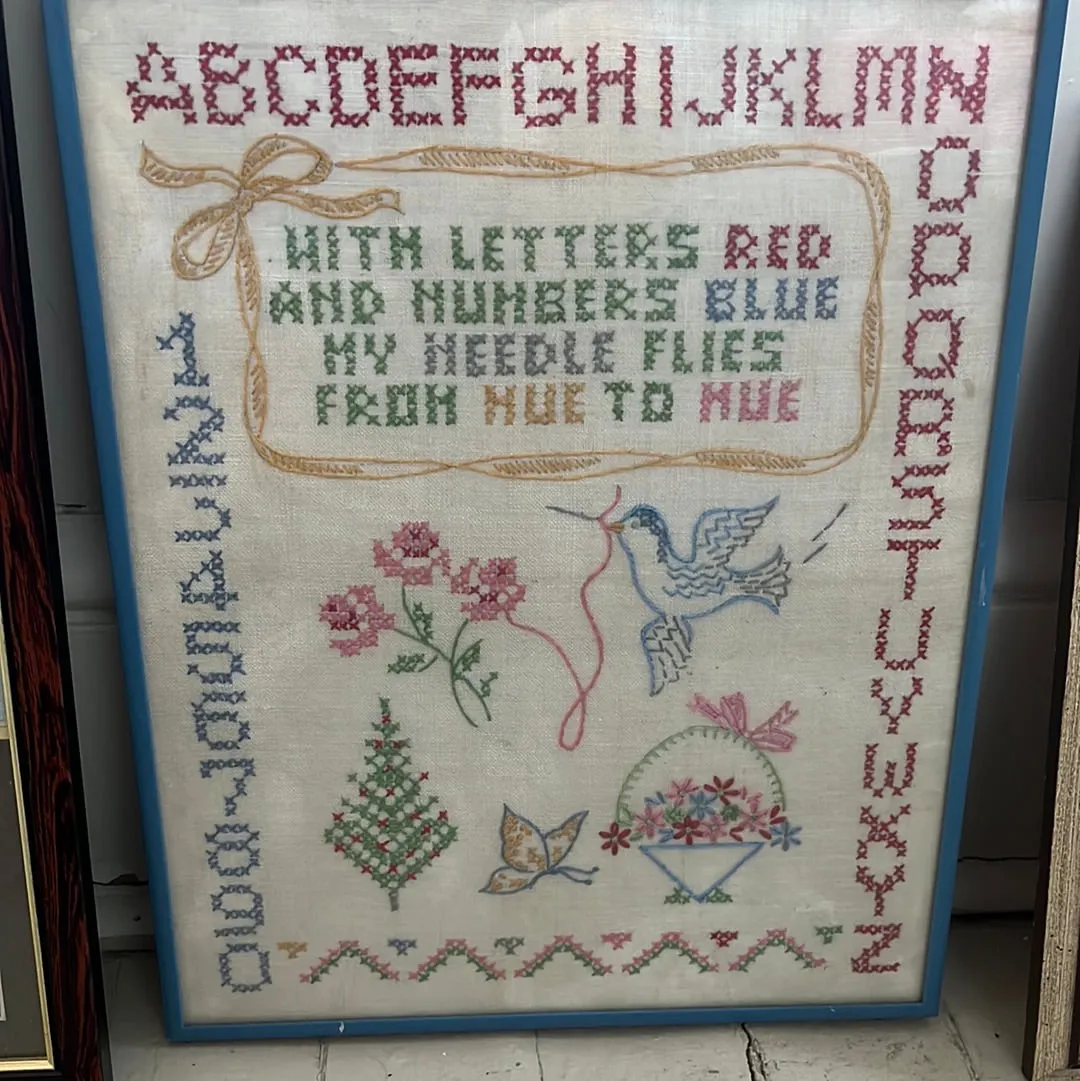 ABCDEFGHIJKLMN
OPQRSTUVWXYZ
WITH LETTERS RED
AND NUMBERS BLUE
MY NEEDLE FLIES
FROM HUE TO HUE
1234567890